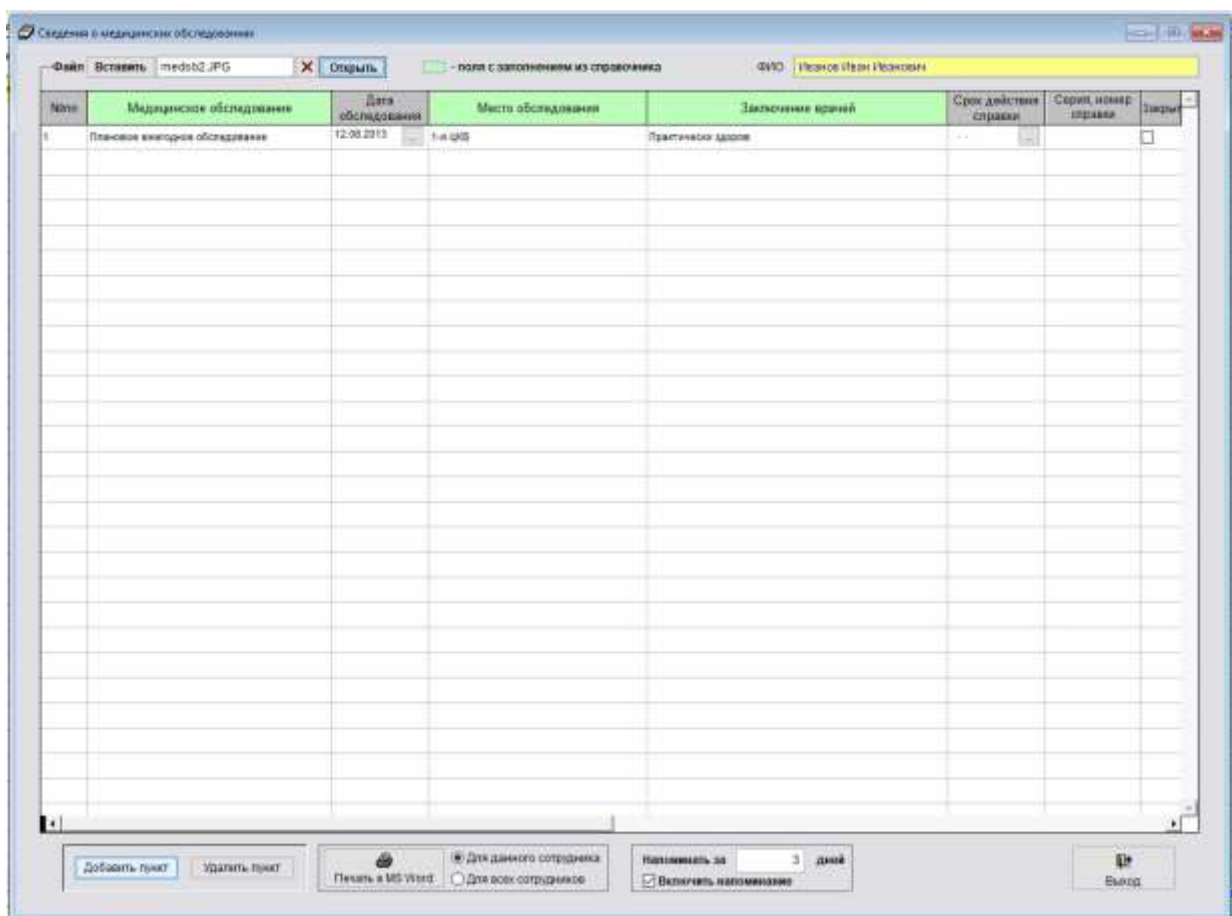 Сведения о медицинских обследованиях
Файл Вставить medsb2.JPG Открыть - поля с заполнением из справочника ФИО Иванов Иван Иванович
№пп Медицинское обследование Дата обследования Место обследования Заключение врачей Срок действия справки Серия, номер справки Закрыт
1 Плановое ежегодное обследование 12.08.2013 ... 1-я ЦКБ Практически здоров . . ...
Добавить пункт Удалить пункт Печать в MS Word Для данного сотрудника Напоминать за 3 дней Выход
Для всех сотрудников Включить напоминание